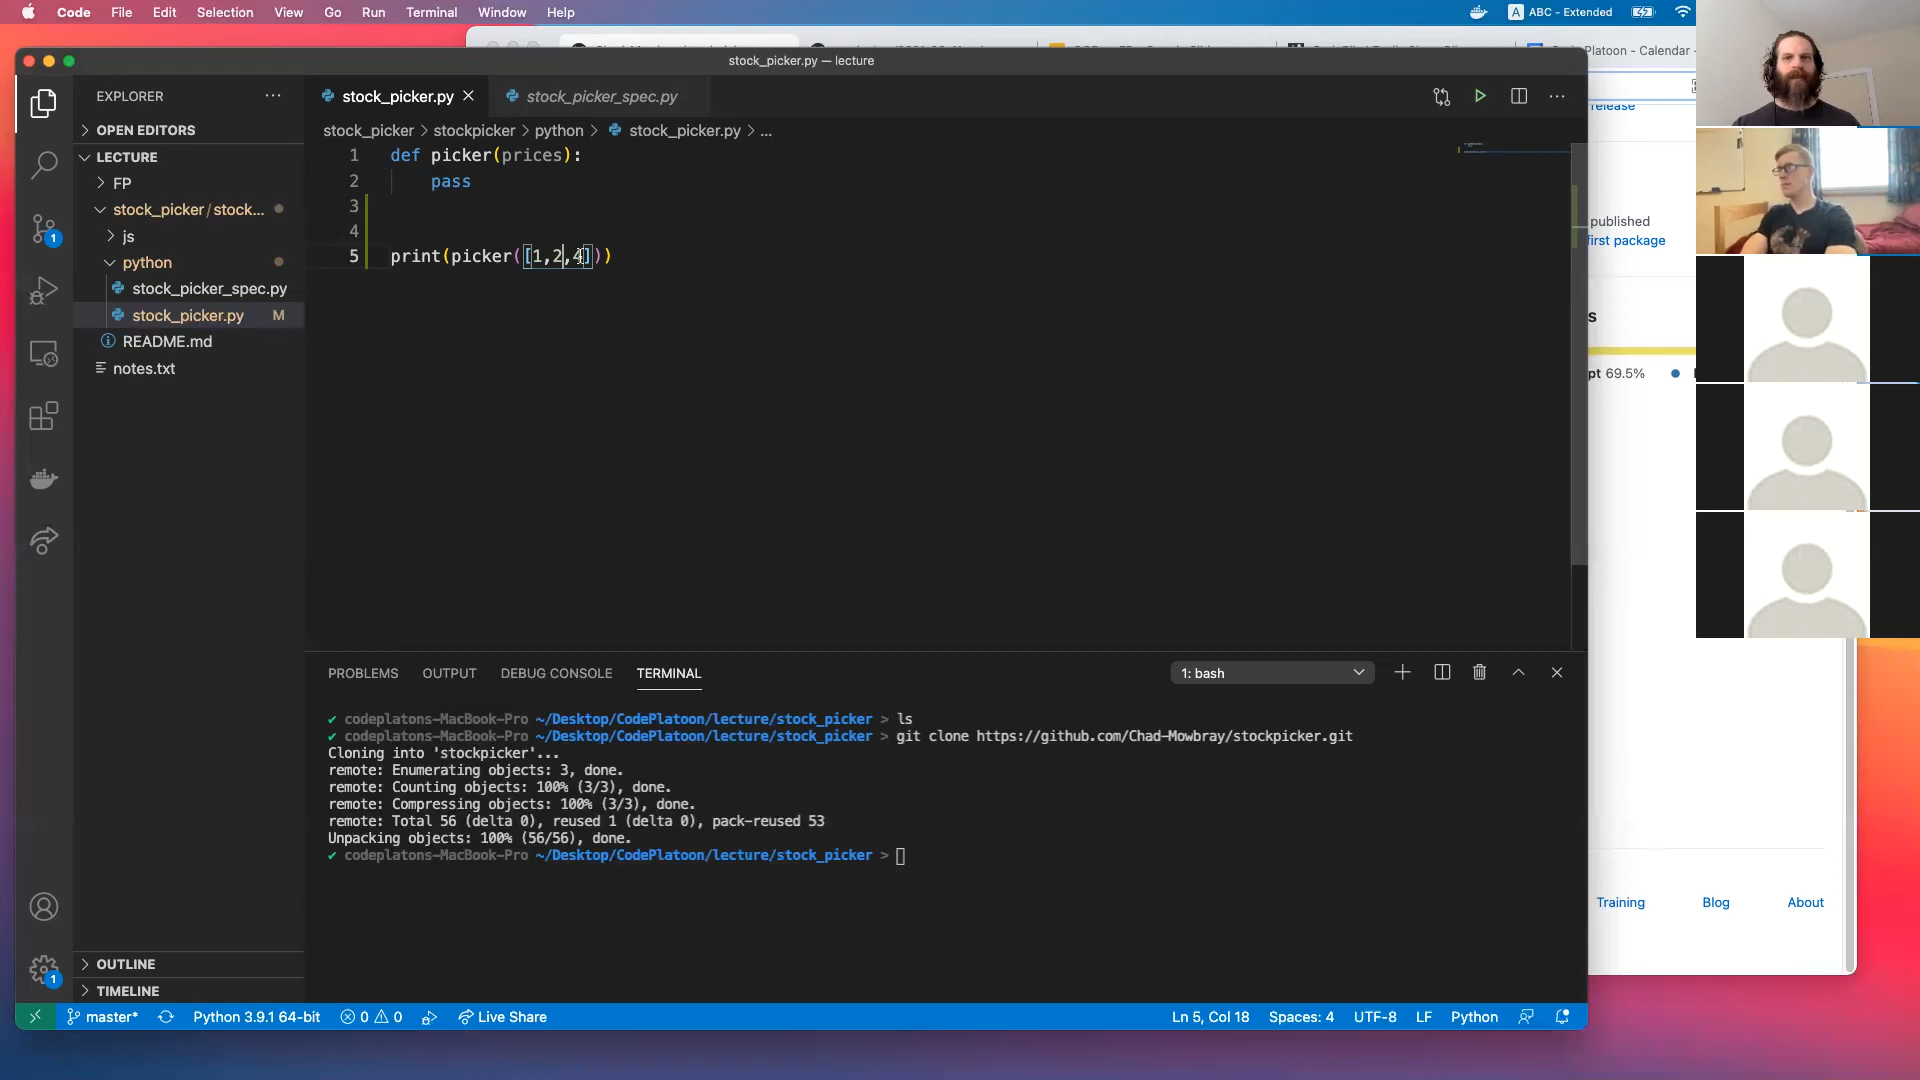 Code File Edit Selection View Go Run Terminal Window Help
A ABC - Extended
Platoon - Calendar
stock_picker.py — lecture
release
EXPLORER
stock_picker.py
stock_picker_spec.py
OPEN EDITORS
stock_picker > stockpicker > python > stock_picker.py > ...
LECTURE
FP
stock_picker / stock...
js
python
stock_picker_spec.py
stock_picker.py M
README.md
notes.txt
1 def picker(prices):
2 pass
3
4
5 print(picker([1,2,4]))
published
first package
s
pt 69.5%
1
PROBLEMS OUTPUT DEBUG CONSOLE TERMINAL
1: bash
✔ codeplatons-MacBook-Pro ~/Desktop/CodePlatoon/lecture/stock_picker > ls
✔ codeplatons-MacBook-Pro ~/Desktop/CodePlatoon/lecture/stock_picker > git clone https://github.com/Chad-Mowbray/stockpicker.git
Cloning into 'stockpicker'...
remote: Enumerating objects: 3, done.
remote: Counting objects: 100% (3/3), done.
remote: Compressing objects: 100% (3/3), done.
remote: Total 56 (delta 0), reused 1 (delta 0), pack-reused 53
Unpacking objects: 100% (56/56), done.
✔ codeplatons-MacBook-Pro ~/Desktop/CodePlatoon/lecture/stock_picker >
Training Blog About
OUTLINE
1
TIMELINE
master* Python 3.9.1 64-bit 0 0 Live Share
Ln 5, Col 18 Spaces: 4 UTF-8 LF Python